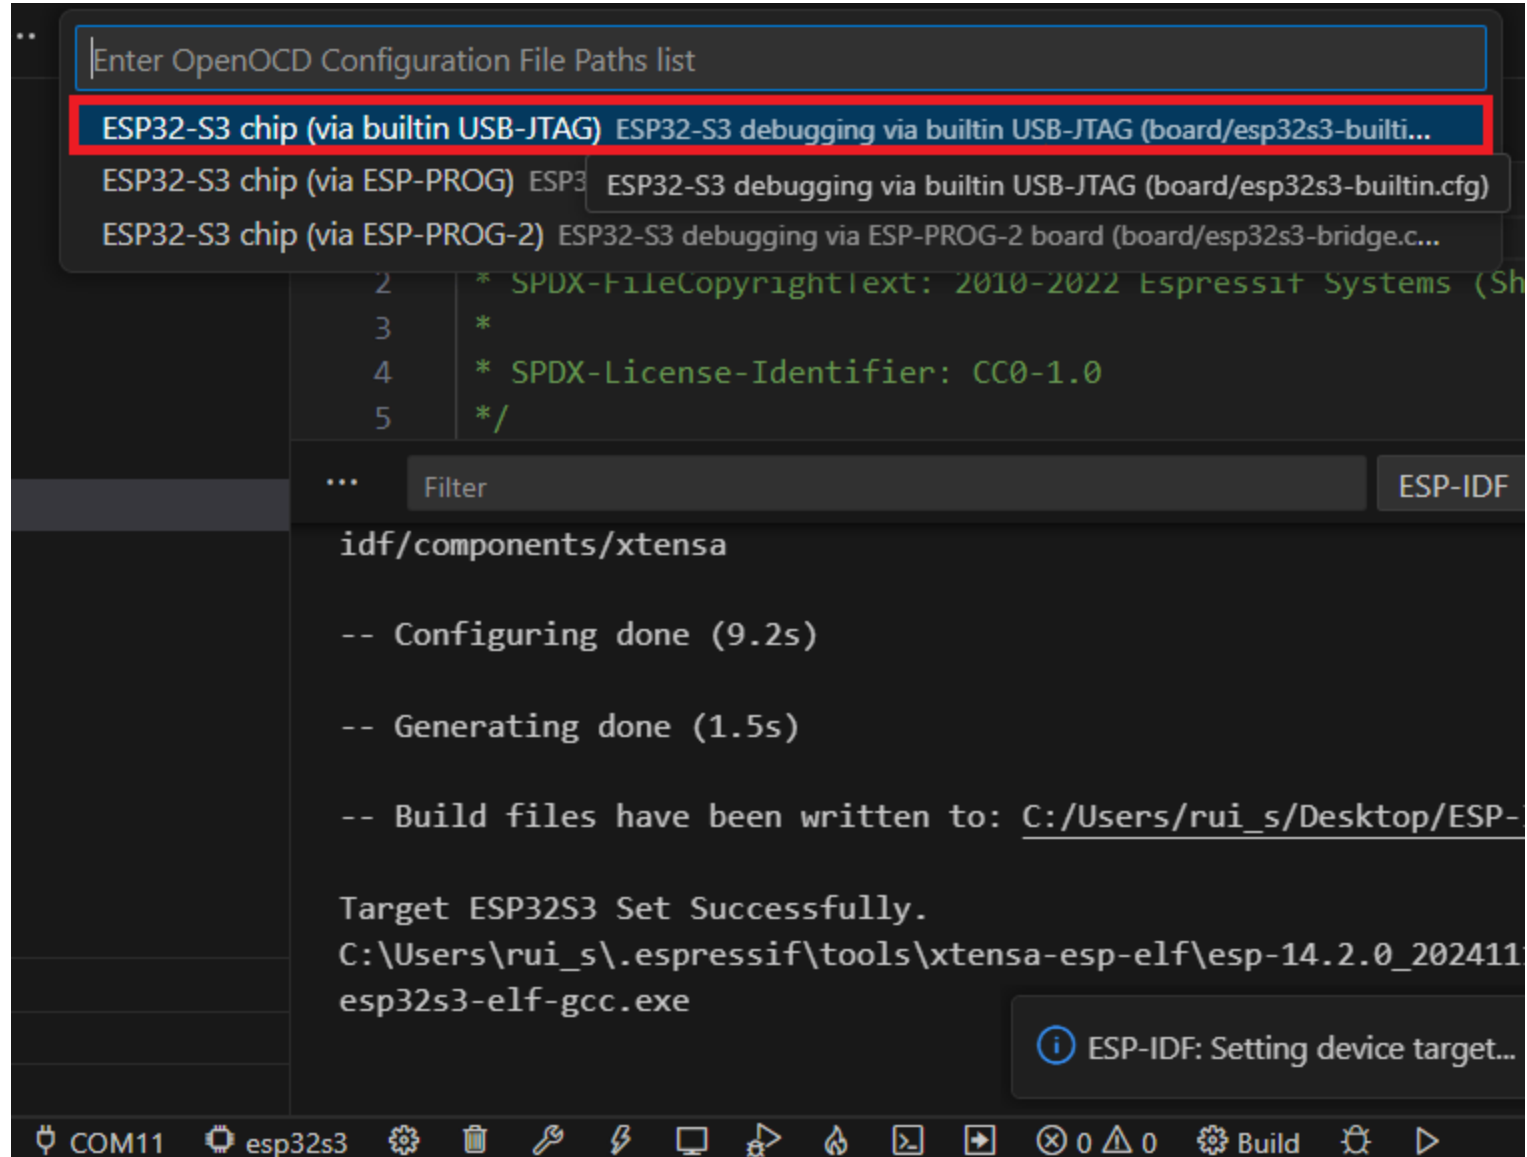 Enter OpenOCD Configuration File Paths list
ESP32-S3 chip (via builtin USB-JTAG) ESP32-S3 debugging via builtin USB-JTAG (board/esp32s3-builti...
ESP32-S3 chip (via ESP-PROG) ESP3
ESP32-S3 debugging via builtin USB-JTAG (board/esp32s3-builtin.cfg)
ESP32-S3 chip (via ESP-PROG-2) ESP32-S3 debugging via ESP-PROG-2 board (board/esp32s3-bridge.c...
2 * SPDX-FileCopyrightText: 2010-2022 Espressif Systems (Sh
3 *
4 * SPDX-License-Identifier: CC0-1.0
5 */
... Filter ESP-IDF
idf/components/xtensa
-- Configuring done (9.2s)
-- Generating done (1.5s)
-- Build files have been written to: C:/Users/rui_s/Desktop/ESP-
Target ESP32S3 Set Successfully.
C:\Users\rui_s\.espressif\tools\xtensa-esp-elf\esp-14.2.0_202411
esp32s3-elf-gcc.exe
ESP-IDF: Setting device target...
COM11 esp32s3 0 0 Build